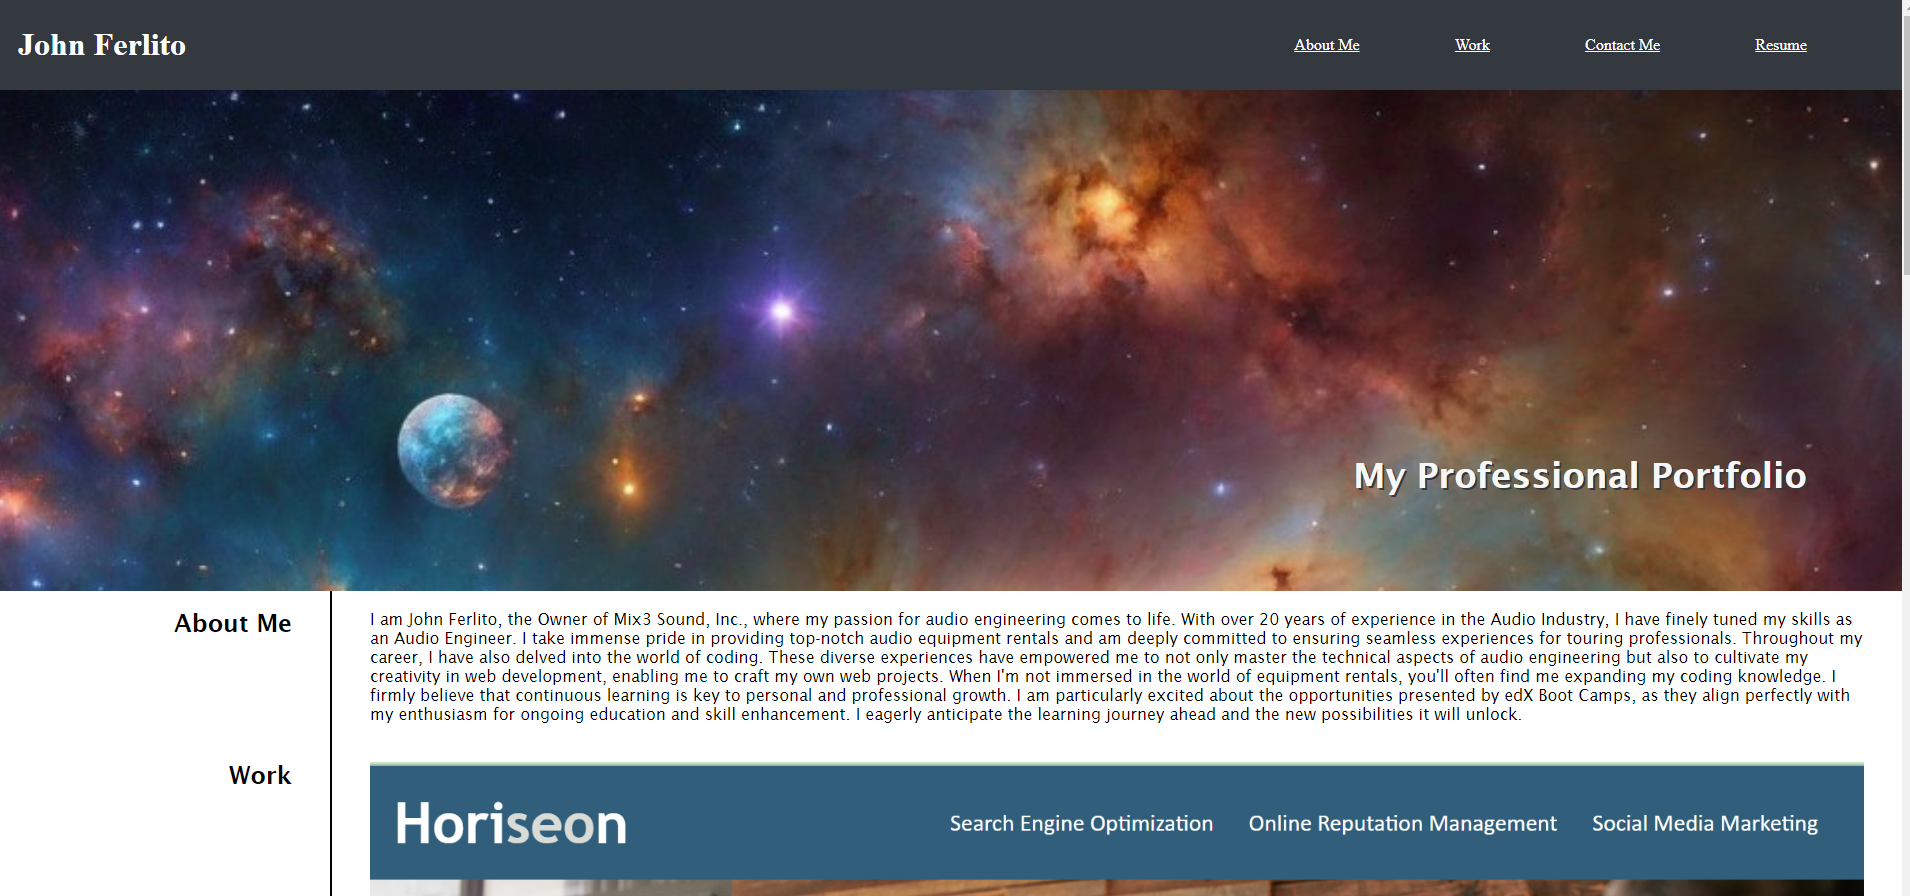 John Ferlito
About Me
Work
Contact Me
Resume
My Professional Portfolio
About Me
I am John Ferlito, the Owner of Mix3 Sound, Inc., where my passion for audio engineering comes to life. With over 20 years of experience in the Audio Industry, I have finely tuned my skills as
an Audio Engineer. I take immense pride in providing top-notch audio equipment rentals and am deeply committed to ensuring seamless experiences for touring professionals. Throughout my
career, I have also delved into the world of coding. These diverse experiences have empowered me to not only master the technical aspects of audio engineering but also to cultivate my
creativity in web development, enabling me to craft my own web projects. When I'm not immersed in the world of equipment rentals, you'll often find me expanding my coding knowledge. I
firmly believe that continuous learning is key to personal and professional growth. I am particularly excited about the opportunities presented by edX Boot Camps, as they align perfectly with
my enthusiasm for ongoing education and skill enhancement. I eagerly anticipate the learning journey ahead and the new possibilities it will unlock.
Work
Horiseon
Search Engine Optimization
Online Reputation Management
Social Media Marketing